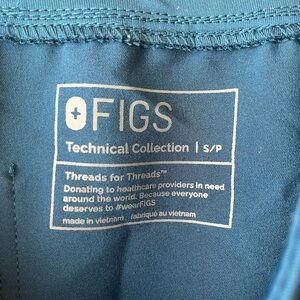 FIGS
Technical Collection | S/P
Threads for Threads™
Donating to healthcare providers in need
around the world. Because everyone
deserves to #wearFIGS
made in vietnam fabriqué au vietnam